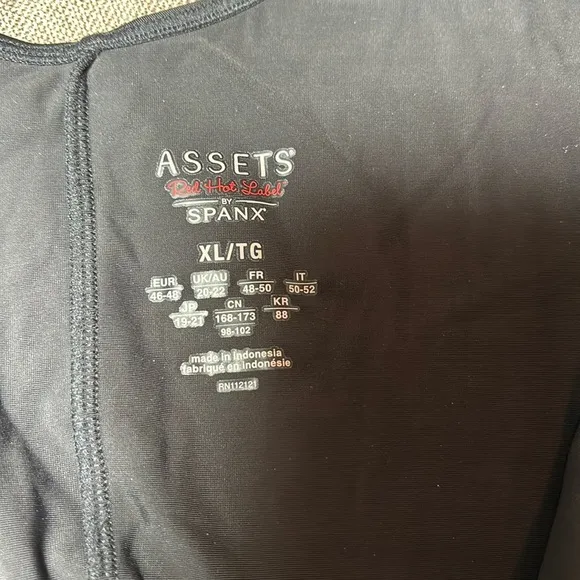 ASSETS®
Red Hot Label®
BY
SPANX®
XL/TG
EUR UK/AU FR IT
46-48 20-22 48-50 50-52
JP CN KR
19-21 168-173 88
98-102
made in Indonesia
fabriqué en Indonésie
RN112121